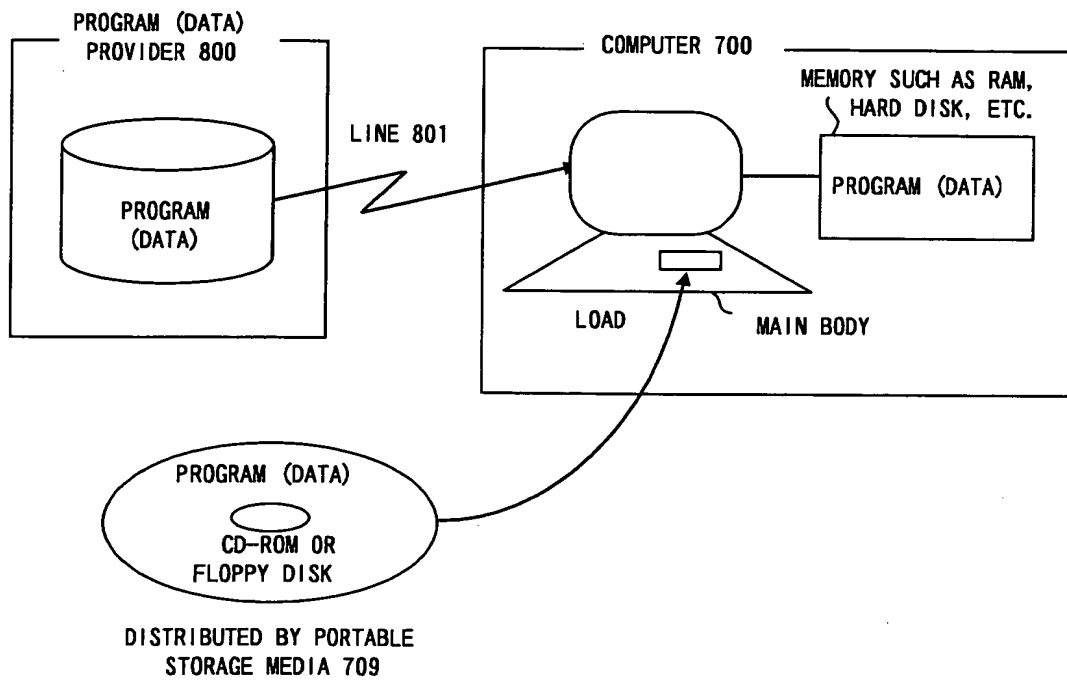 PROGRAM (DATA)
PROVIDER 800
PROGRAM
(DATA)
LINE 801
COMPUTER 700
MEMORY SUCH AS RAM,
HARD DISK, ETC.
PROGRAM (DATA)
LOAD
MAIN BODY
PROGRAM (DATA)
CD-ROM OR
FLOPPY DISK
DISTRIBUTED BY PORTABLE
STORAGE MEDIA 709